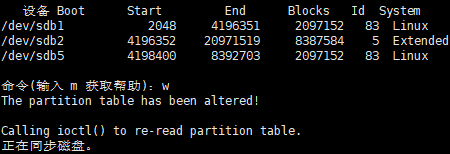 设备 Boot Start End Blocks Id System
/dev/sdb1 2048 4196351 2097152 83 Linux
/dev/sdb2 4196352 20971519 8387584 5 Extended
/dev/sdb5 4198400 8392703 2097152 83 Linux
命令(输入 m 获取帮助)：w
The partition table has been altered!
Calling ioctl() to re-read partition table.
正在同步磁盘。